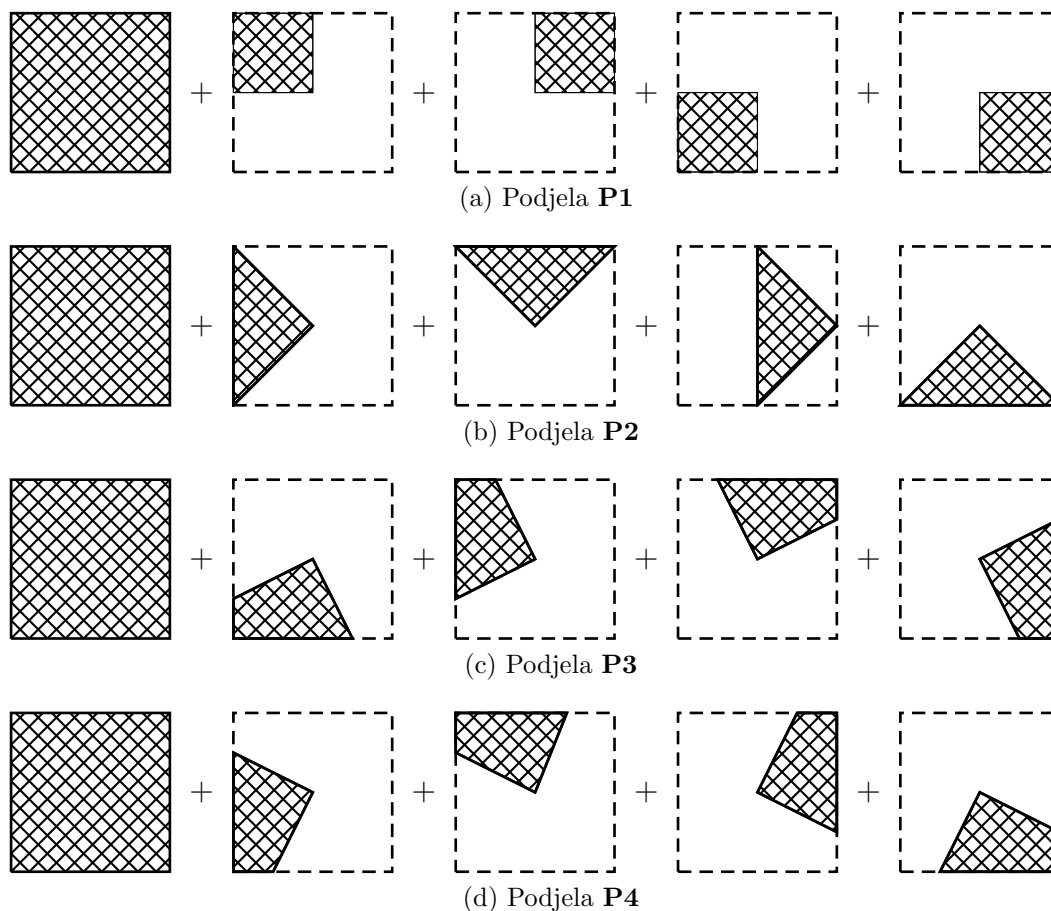 + + + +
(a) Podjela P1
+ + + +
(b) Podjela P2
+ + + +
(c) Podjela P3
+ + + +
(d) Podjela P4